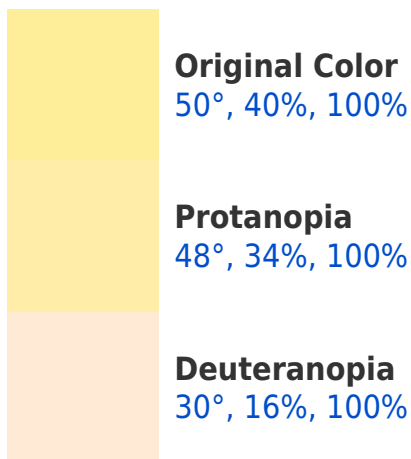 Original Color
50°, 40%, 100%
Protanopia
48°, 34%, 100%
Deuteranopia
30°, 16%, 100%